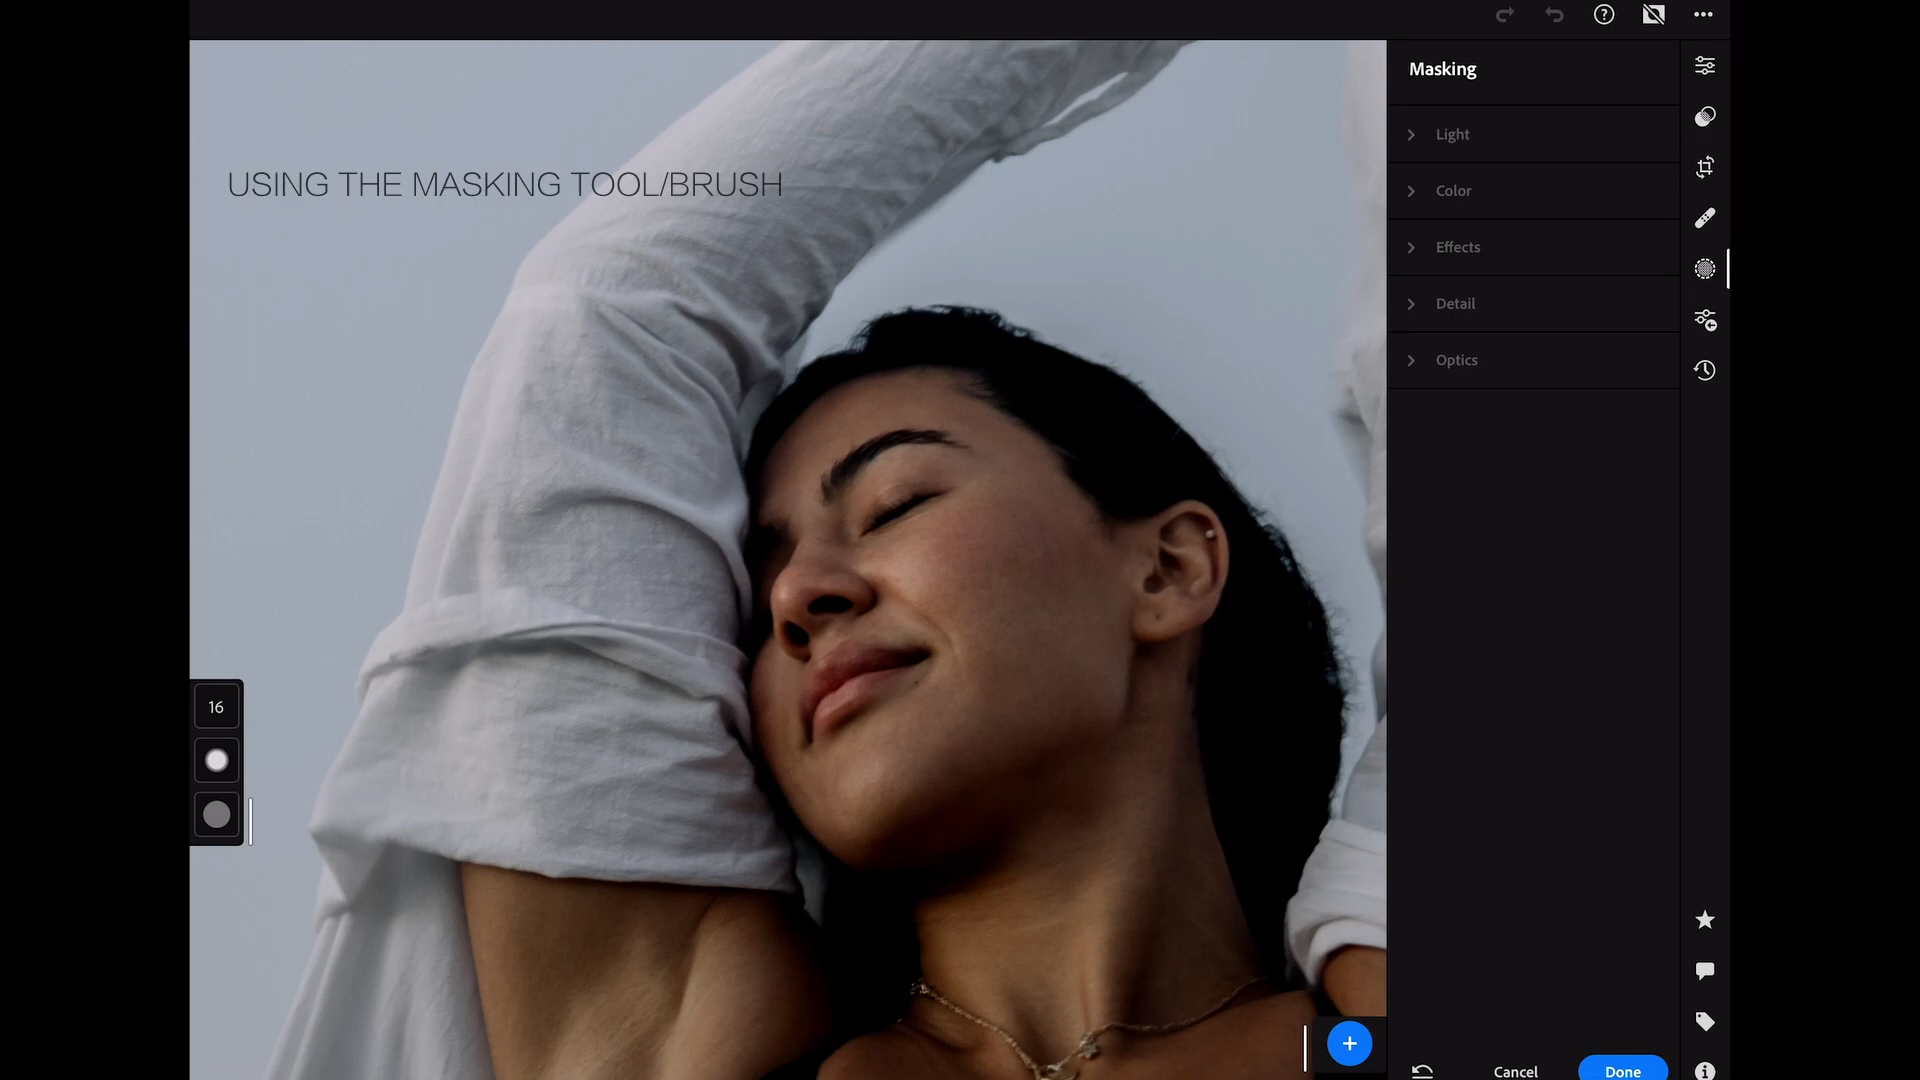 Masking
Light
USING THE MASKING TOOL/BRUSH
Color
Effects
Detail
Optics
16
Cancel
Done